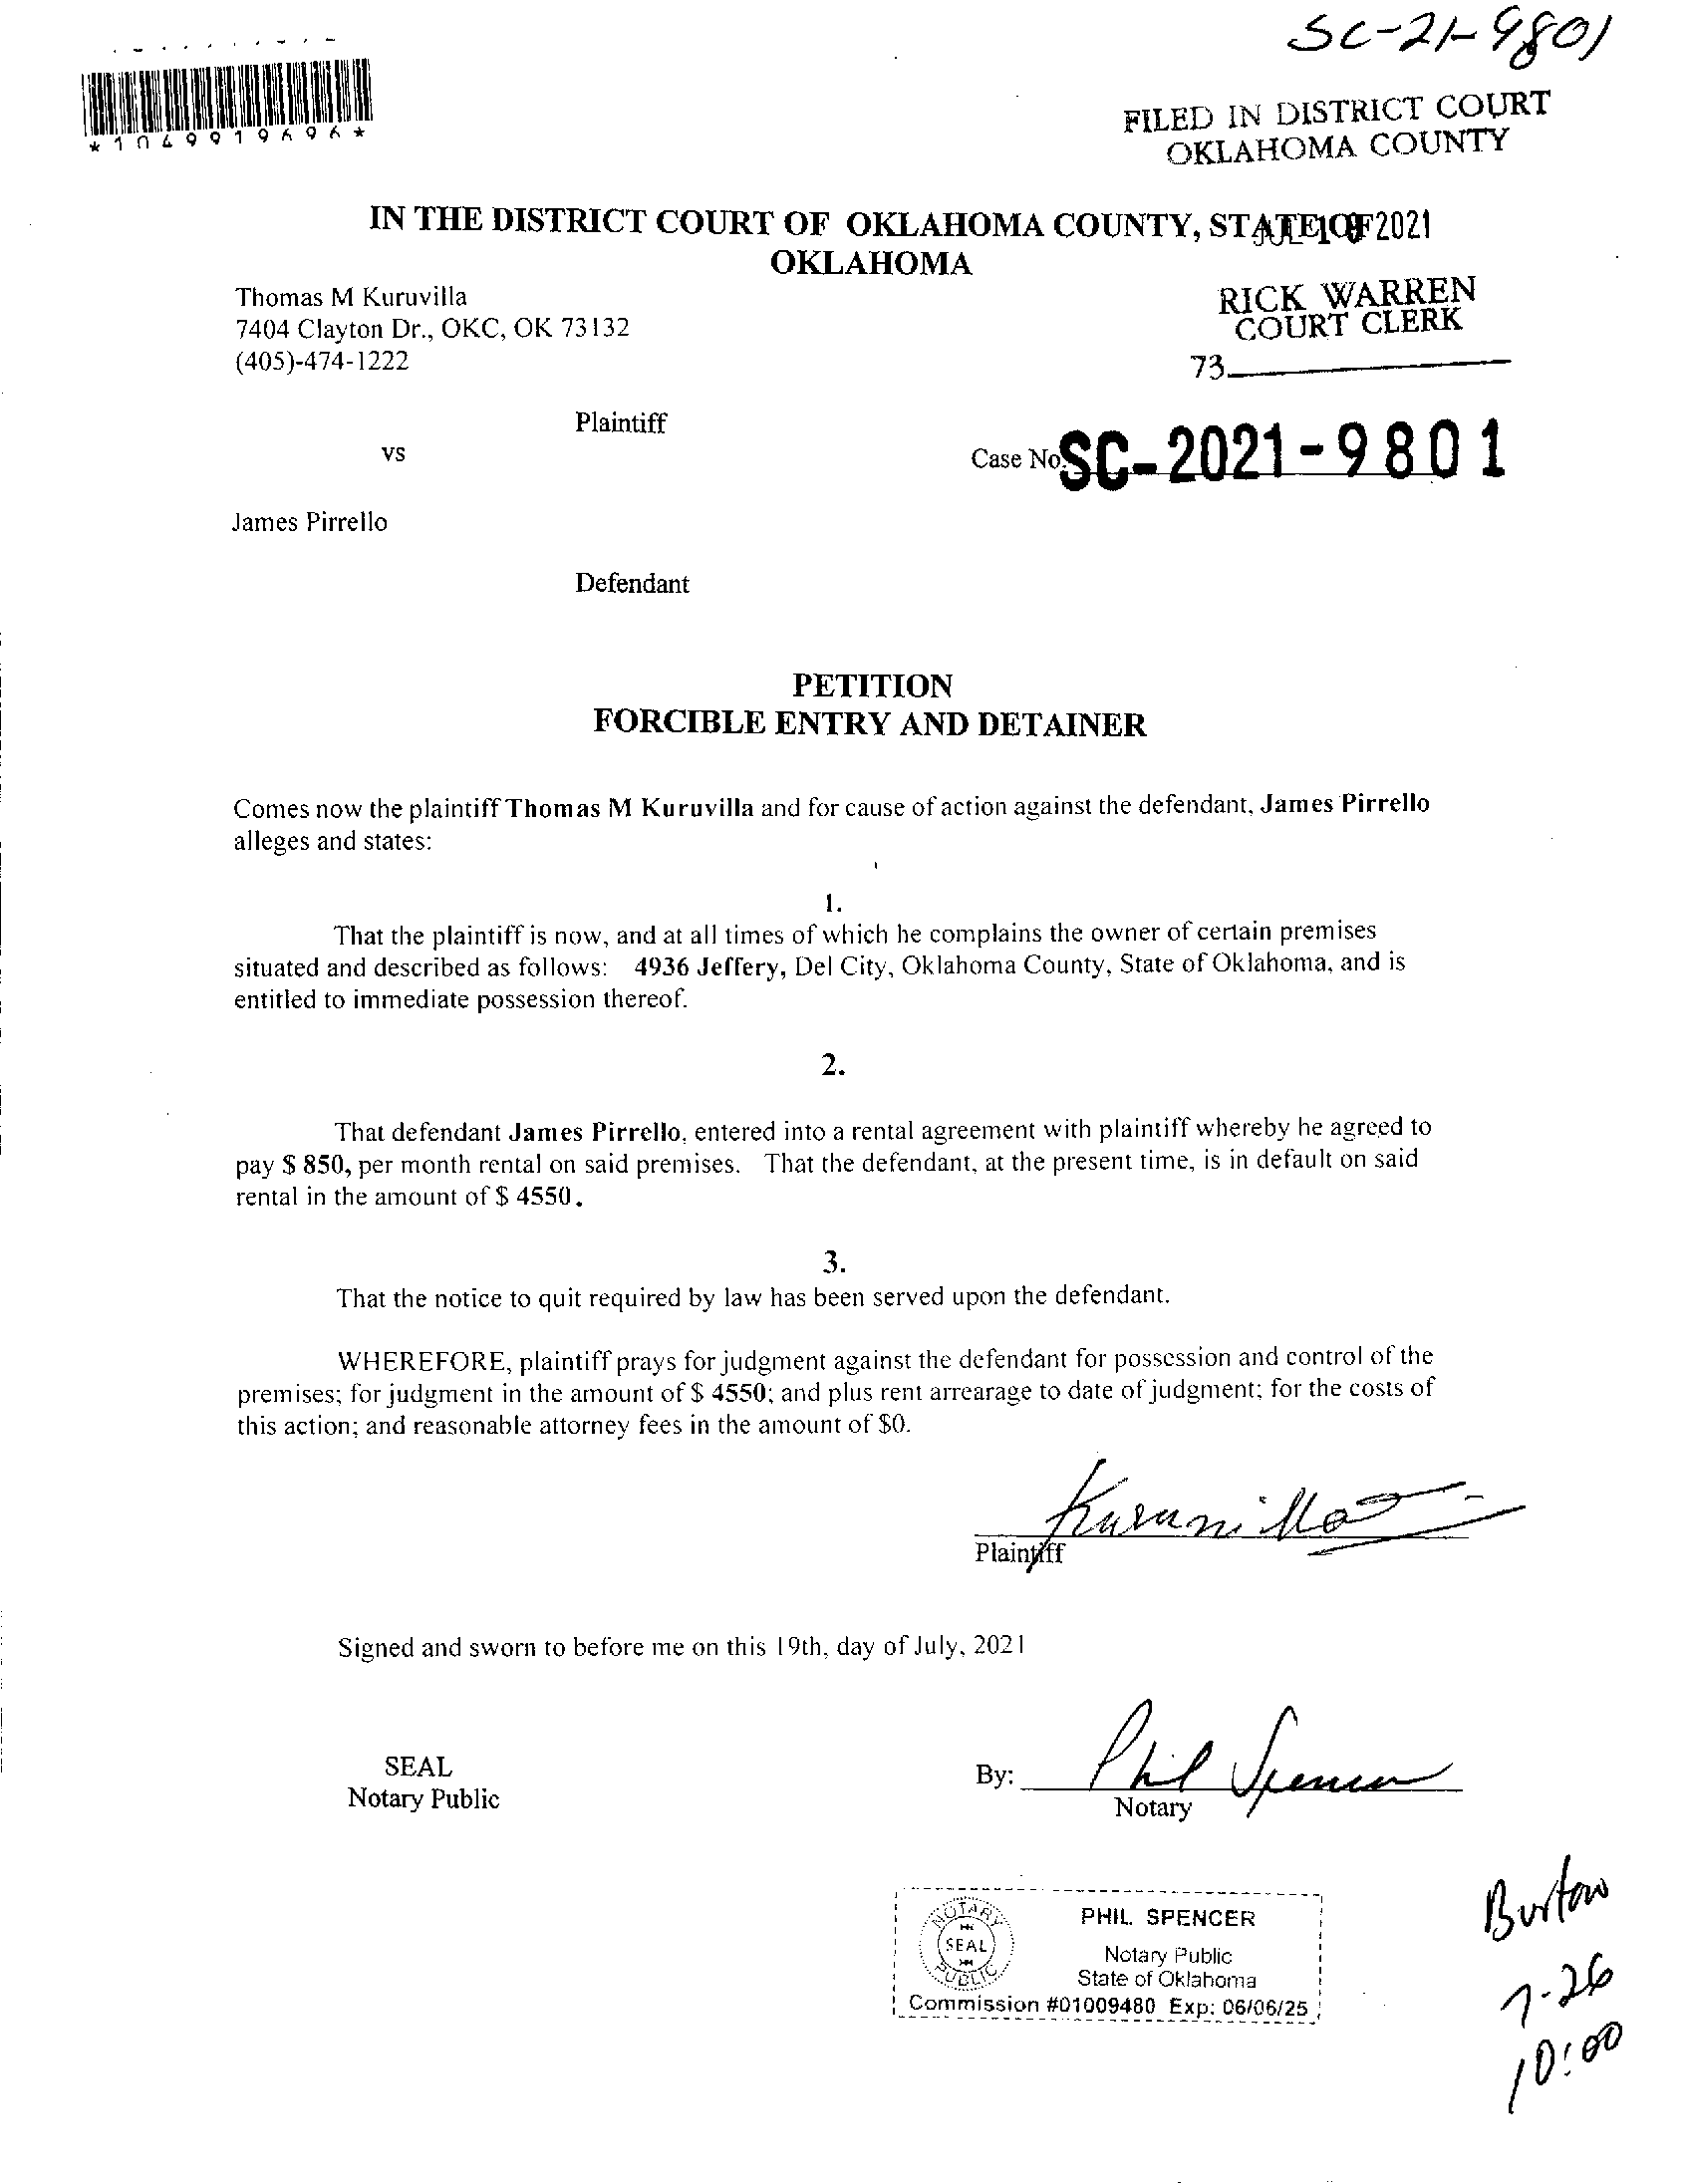 SC-21-9801
*1049919696*
FILED IN DISTRICT COURT
OKLAHOMA COUNTY
IN THE DISTRICT COURT OF OKLAHOMA COUNTY, STATE OF 2021
OKLAHOMA
Thomas M Kuruvilla
7404 Clayton Dr., OKC, OK 73132
(405)-474-1222
RICK WARREN
COURT CLERK
73
Plaintiff
vs
Case No. SC-2021-9801
James Pirrello
Defendant
PETITION
FORCIBLE ENTRY AND DETAINER
Comes now the plaintiff Thomas M Kuruvilla and for cause of action against the defendant, James Pirrello
alleges and states:
1.
That the plaintiff is now, and at all times of which he complains the owner of certain premises
situated and described as follows: 4936 Jeffery, Del City, Oklahoma County, State of Oklahoma, and is
entitled to immediate possession thereof.
2.
That defendant James Pirrello, entered into a rental agreement with plaintiff whereby he agreed to
pay $ 850, per month rental on said premises. That the defendant, at the present time, is in default on said
rental in the amount of $ 4550.
3.
That the notice to quit required by law has been served upon the defendant.
WHEREFORE, plaintiff prays for judgment against the defendant for possession and control of the
premises; for judgment in the amount of $ 4550; and plus rent arrearage to date of judgment; for the costs of
this action; and reasonable attorney fees in the amount of $0.
Kuruvilla
Plaintiff
Signed and sworn to before me on this 19th, day of July, 2021
SEAL
Notary Public
By: Phil Spencer
Notary
NOTARY
SEAL
PUBLIC
PHIL SPENCER
Notary Public
State of Oklahoma
Commission #01009480 Exp: 06/06/25
Burton
7-26
10:00